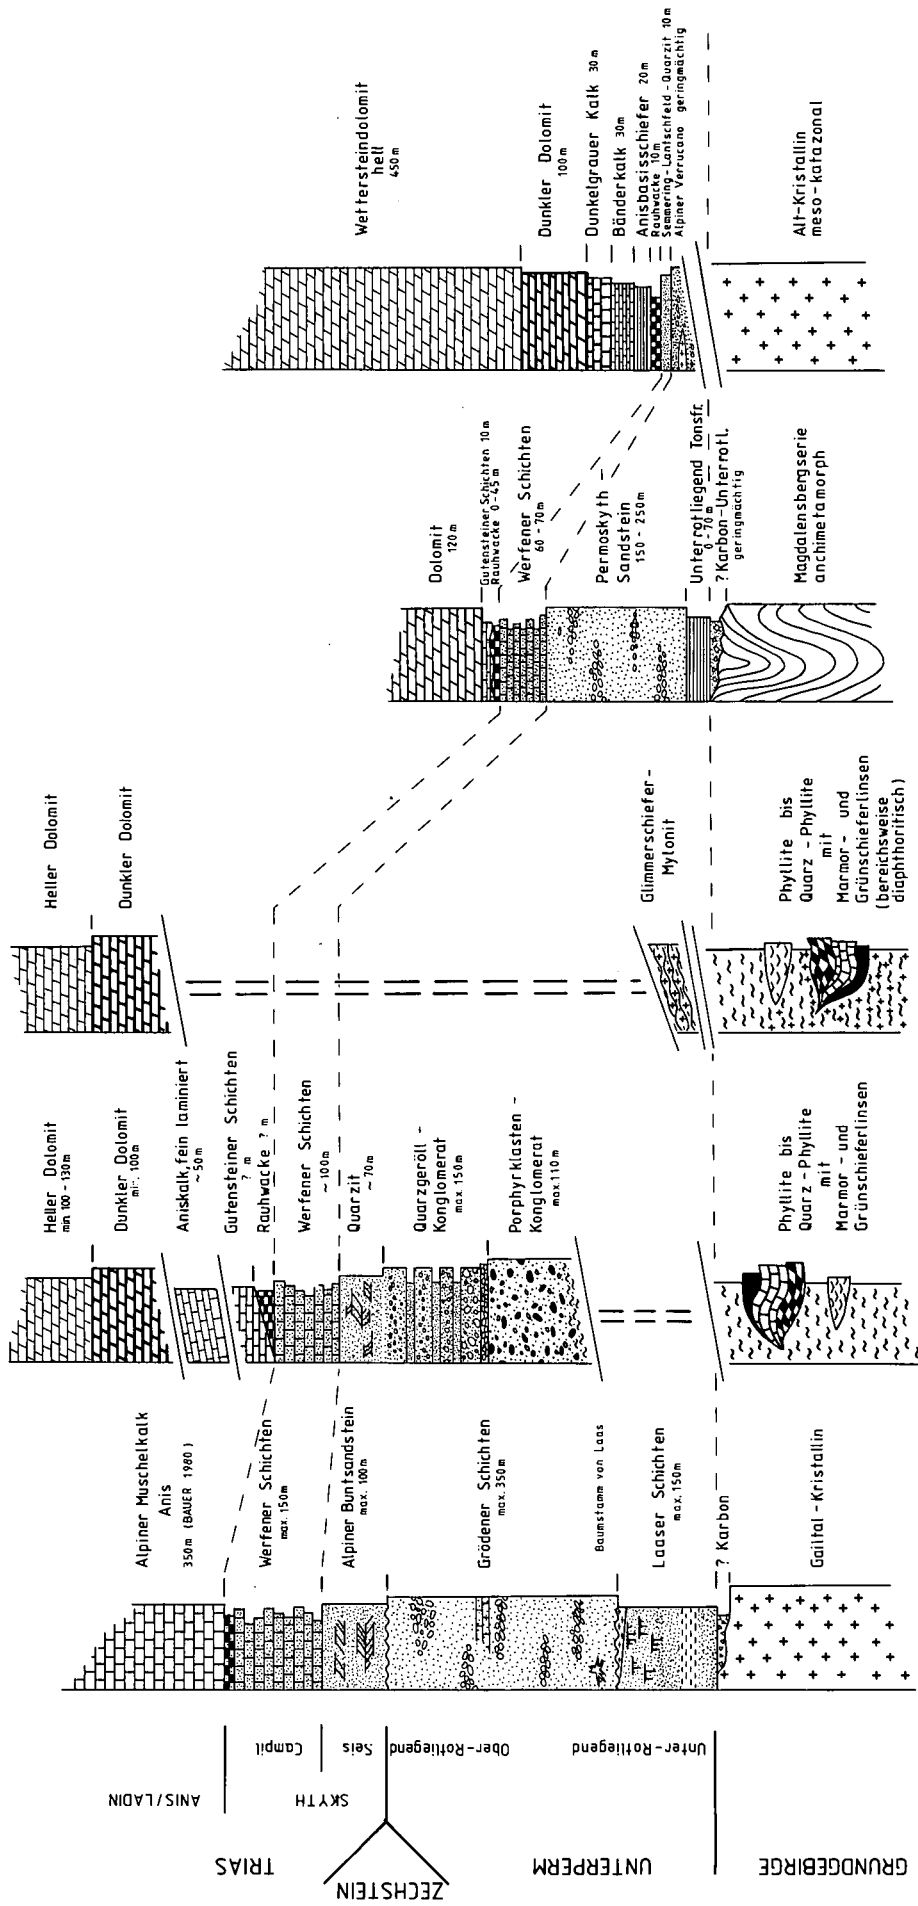 TRIAS
ZECHSTEIN
UNTERPERM
GRUNDGEBIRGE
ANIS/LADIN
SKYTH
Campil
Seis
Ober-Rotliegend
Unter-Rotliegend
Alpiner Muschelkalk
Anis
350m (BAUER 1980)
Werfener Schichten
max. 150m
Alpiner Buntsandstein
max. 100m
Grödener Schichten
max. 350m
Baumstamm von Laas
Laaser Schichten
max. 150m
? Karbon
Gailtal-Kristallin
Heller Dolomit
min. 100-130m
Dunkler Dolomit
100m
Aniskalk, fein laminiert
~50m
Gutensteiner Schichten
? m
Rauhwacke ? m
Werfener Schichten
~100m
Quarzit
~70m
Quarzgeröll-
Konglomerat
max. 150m
Porphyrklasten-
Konglomerat
max. 110m
Phyllite bis
Quarz-Phyllite
mit
Marmor- und
Grünschieferlinsen
Heller Dolomit
Dunkler Dolomit
Glimmerschiefer-
Mylonit
Phyllite bis
Quarz-Phyllite
mit
Marmor- und
Grünschieferlinsen
(bereichsweise
diaphthoritisch)
Dolomit
120m
Gutensteiner Schichten 10m
Rauhwacke 0-45m
Werfener Schichten
60-70m
Permoskyth-
Sandstein
150-250m
Unterrotliegend Tonsfr.
0-70m
? Karbon-Unterrotl.
geringmächtig
Magdalensbergserie
anchimetamorph
Wettersteindolomit
hell
450m
Dunkler Dolomit
100m
Dunkelgrauer Kalk 30m
Bänderkalk 30m
Anisbasisschiefer 20m
Rauhwacke 10m
Semmering-Lantschfeld-Quarzit 10m
Alpiner Verrucano geringmächtig
Alt-Kristallin
meso-katazonal